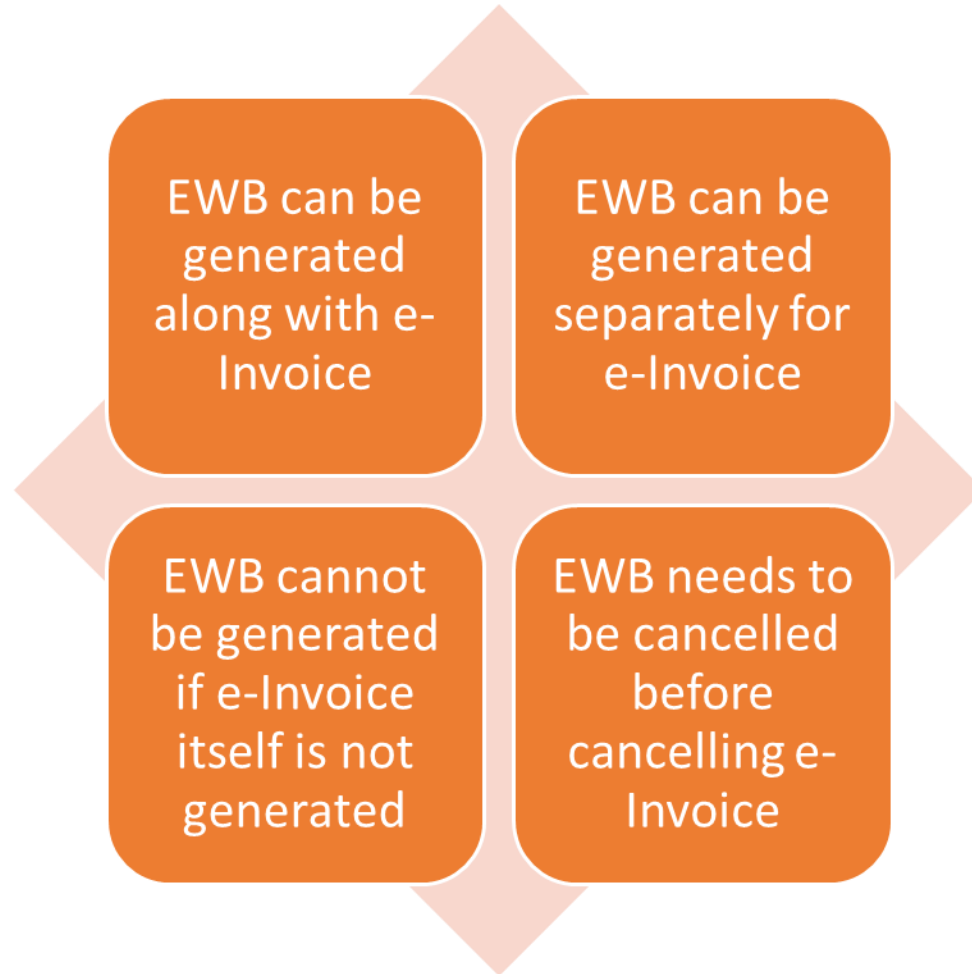 EWB can be
generated
along with e-
Invoice
EWB can be
generated
separately for
e-Invoice
EWB cannot
be generated
if e-Invoice
itself is not
generated
EWB needs to
be cancelled
before
cancelling e-
Invoice